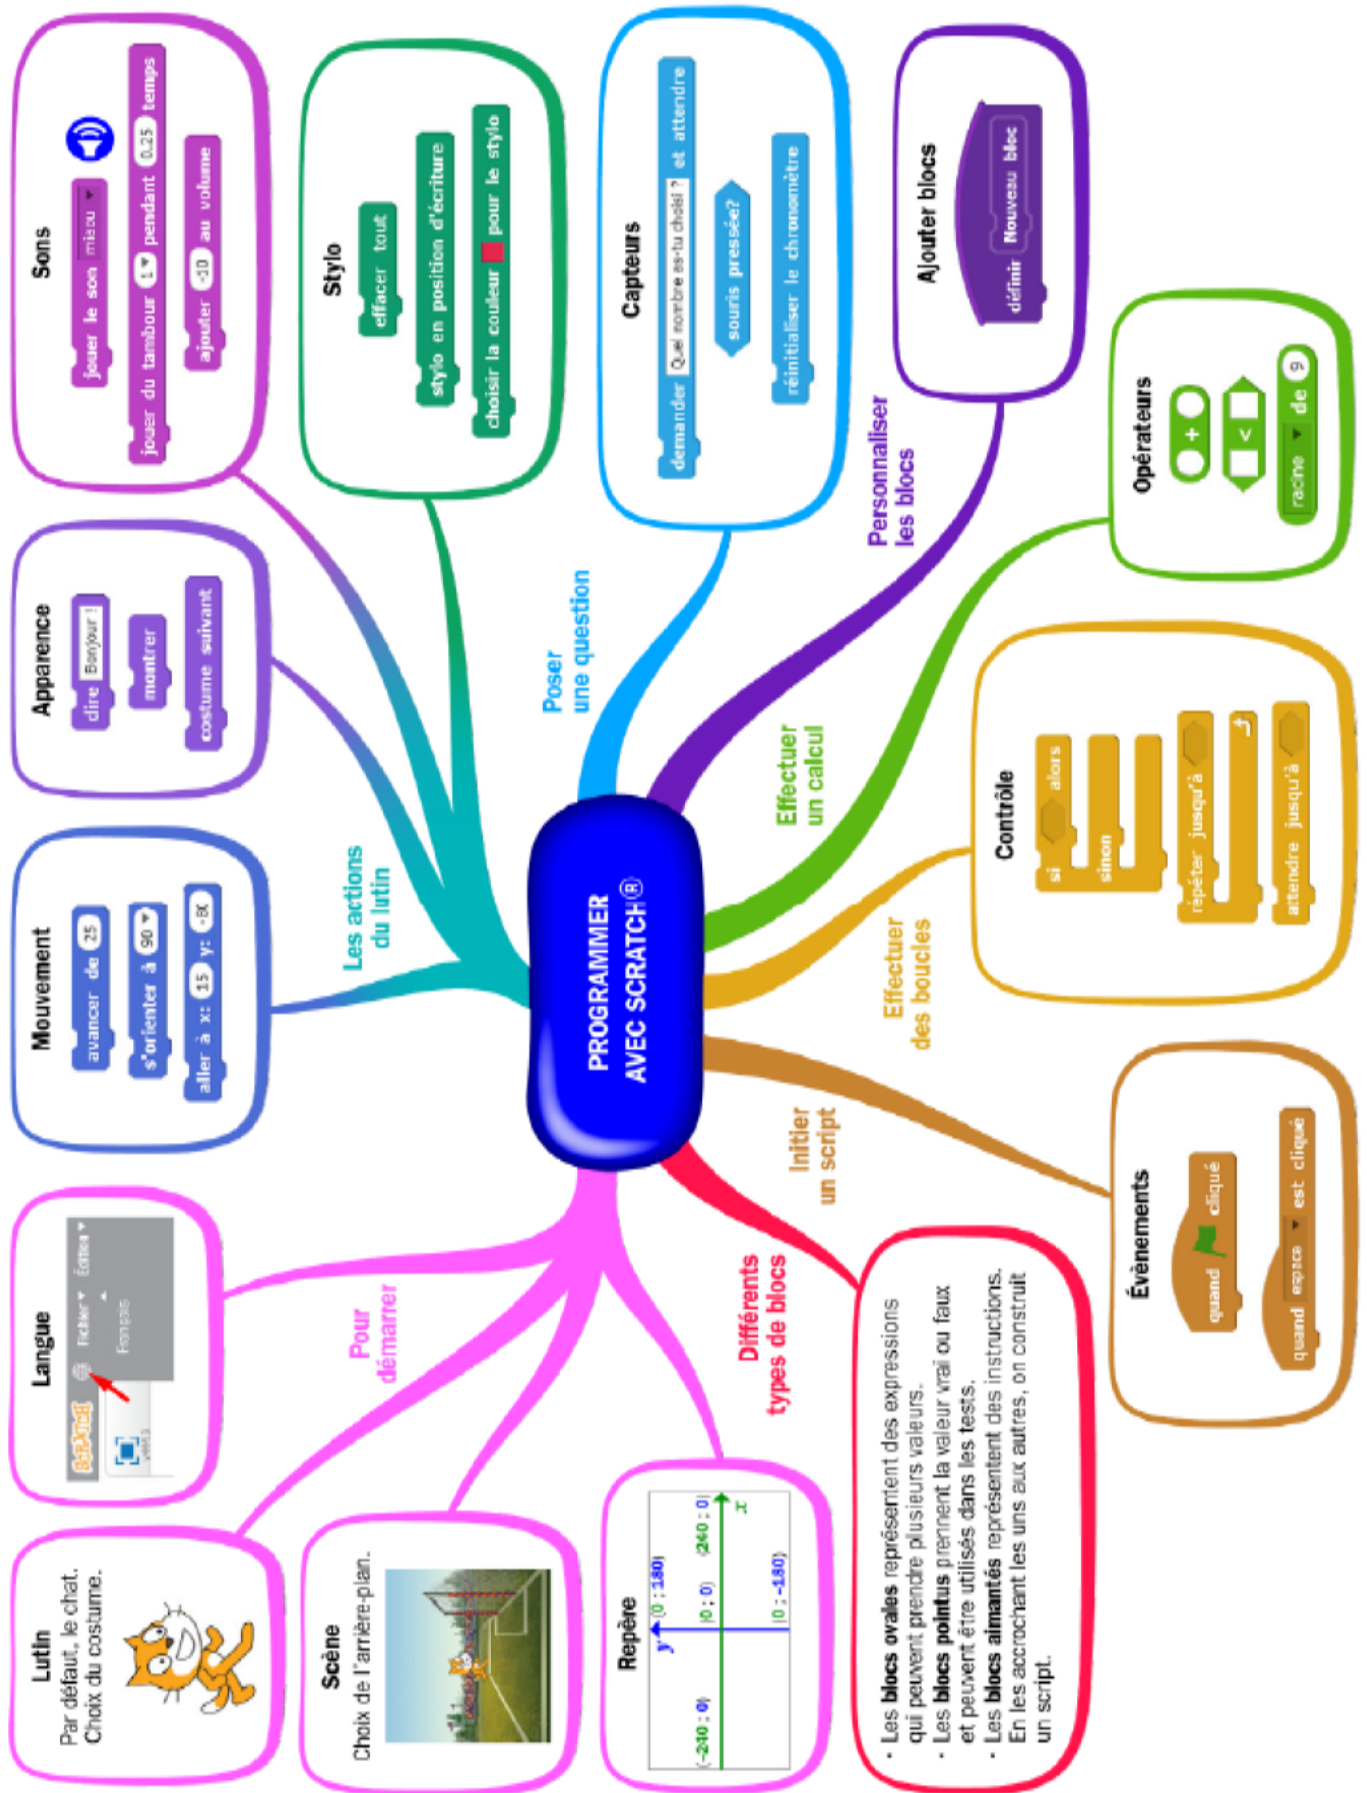 Lutin
Par défaut, le chat.
Choix du costume.
Langue
SCRATCH
Fichier ▼ Edition ▼
Français
Mouvement
avancer de 25
s'orienter à 90 ▼
aller à x: 15 y: -80
Apparence
dire Bonjour !
montrer
costume suivant
Sons
jouer le son miaou ▼
jouer du tambour 1 ▼ pendant 0.25 temps
ajouter -10 au volume
Scène
Choix de l'arrière-plan.
Pour
démarrer
Les actions
du lutin
Stylo
effacer tout
stylo en position d'écriture
choisir la couleur pour le stylo
Repère
y
(0 ; 180)
(-240 ; 0)
(0 ; 0)
(240 ; 0)
x
(0 ; -180)
PROGRAMMER
AVEC SCRATCH®
Poser
une question
Capteurs
demander Quel nombre as-tu choisi ? et attendre
souris pressée?
réinitialiser le chronomètre
Différents
types de blocs
Initier
un script
Effectuer
des boucles
Effectuer
un calcul
Personnaliser
les blocs
Ajouter blocs
définir Nouveau bloc
• Les blocs ovales représentent des expressions
qui peuvent prendre plusieurs valeurs.
• Les blocs pointus prennent la valeur vrai ou faux
et peuvent être utilisés dans les tests.
• Les blocs aimantés représentent des instructions.
En les accrochant les uns aux autres, on construit
un script.
Évènements
quand cliqué
quand espace ▼ est cliqué
Contrôle
si alors
sinon
répéter jusqu'à
attendre jusqu'à
Opérateurs
+
<
racine ▼ de 9